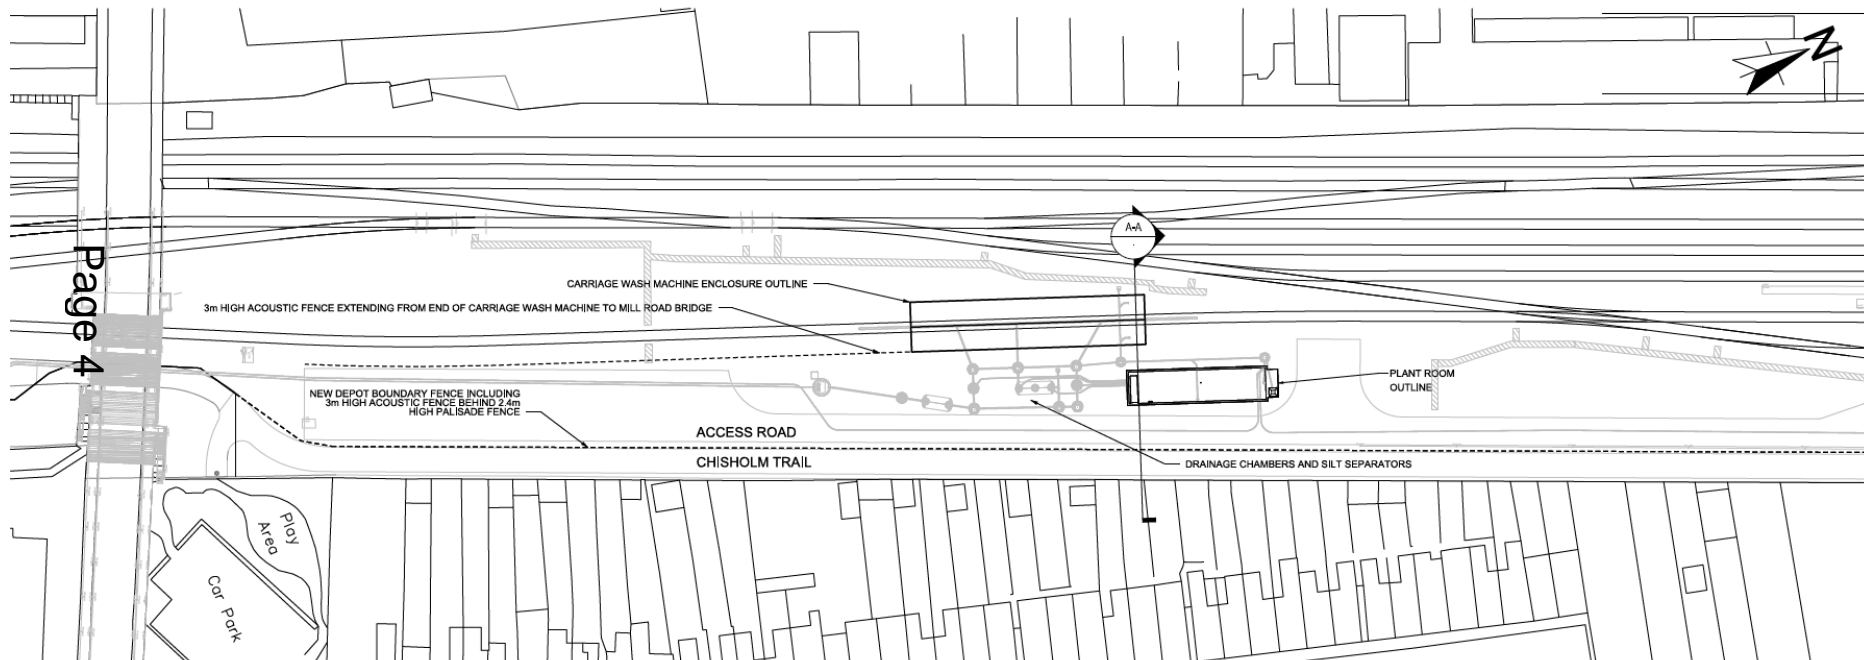 N
A-A
Page 4
CARRIAGE WASH MACHINE ENCLOSURE OUTLINE
3m HIGH ACOUSTIC FENCE EXTENDING FROM END OF CARRIAGE WASH MACHINE TO MILL ROAD BRIDGE
PLANT ROOM
OUTLINE
NEW DEPOT BOUNDARY FENCE INCLUDING
3m HIGH ACOUSTIC FENCE BEHIND 2.4m
HIGH PALISADE FENCE
ACCESS ROAD
CHISHOLM TRAIL
DRAINAGE CHAMBERS AND SILT SEPARATORS
Play
Area
Car Park